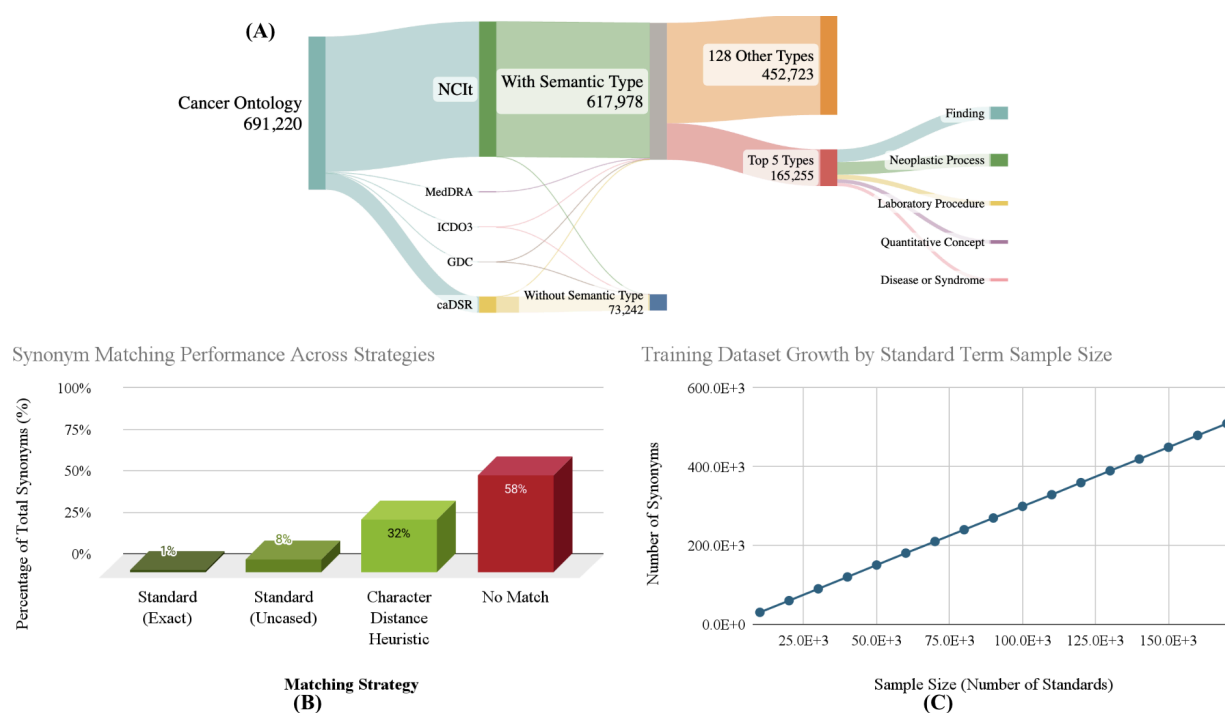 (A)
Cancer Ontology
691,220
NCIt
With Semantic Type
617,978
128 Other Types
452,723
Top 5 Types
165,255
Finding
Neoplastic Process
Laboratory Procedure
Quantitative Concept
Disease or Syndrome
MedDRA
ICDO3
GDC
caDSR
Without Semantic Type
73,242
Synonym Matching Performance Across Strategies
Percentage of Total Synonyms (%)
100%
75%
50%
25%
0%
1%
8%
32%
58%
Standard
(Exact)
Standard
(Uncased)
Character
Distance
Heuristic
No Match
Matching Strategy
(B)
Training Dataset Growth by Standard Term Sample Size
Number of Synonyms
600.0E+3
400.0E+3
200.0E+3
0.0E+0
25.0E+3
50.0E+3
75.0E+3
100.0E+3
125.0E+3
150.0E+3
Sample Size (Number of Standards)
(C)